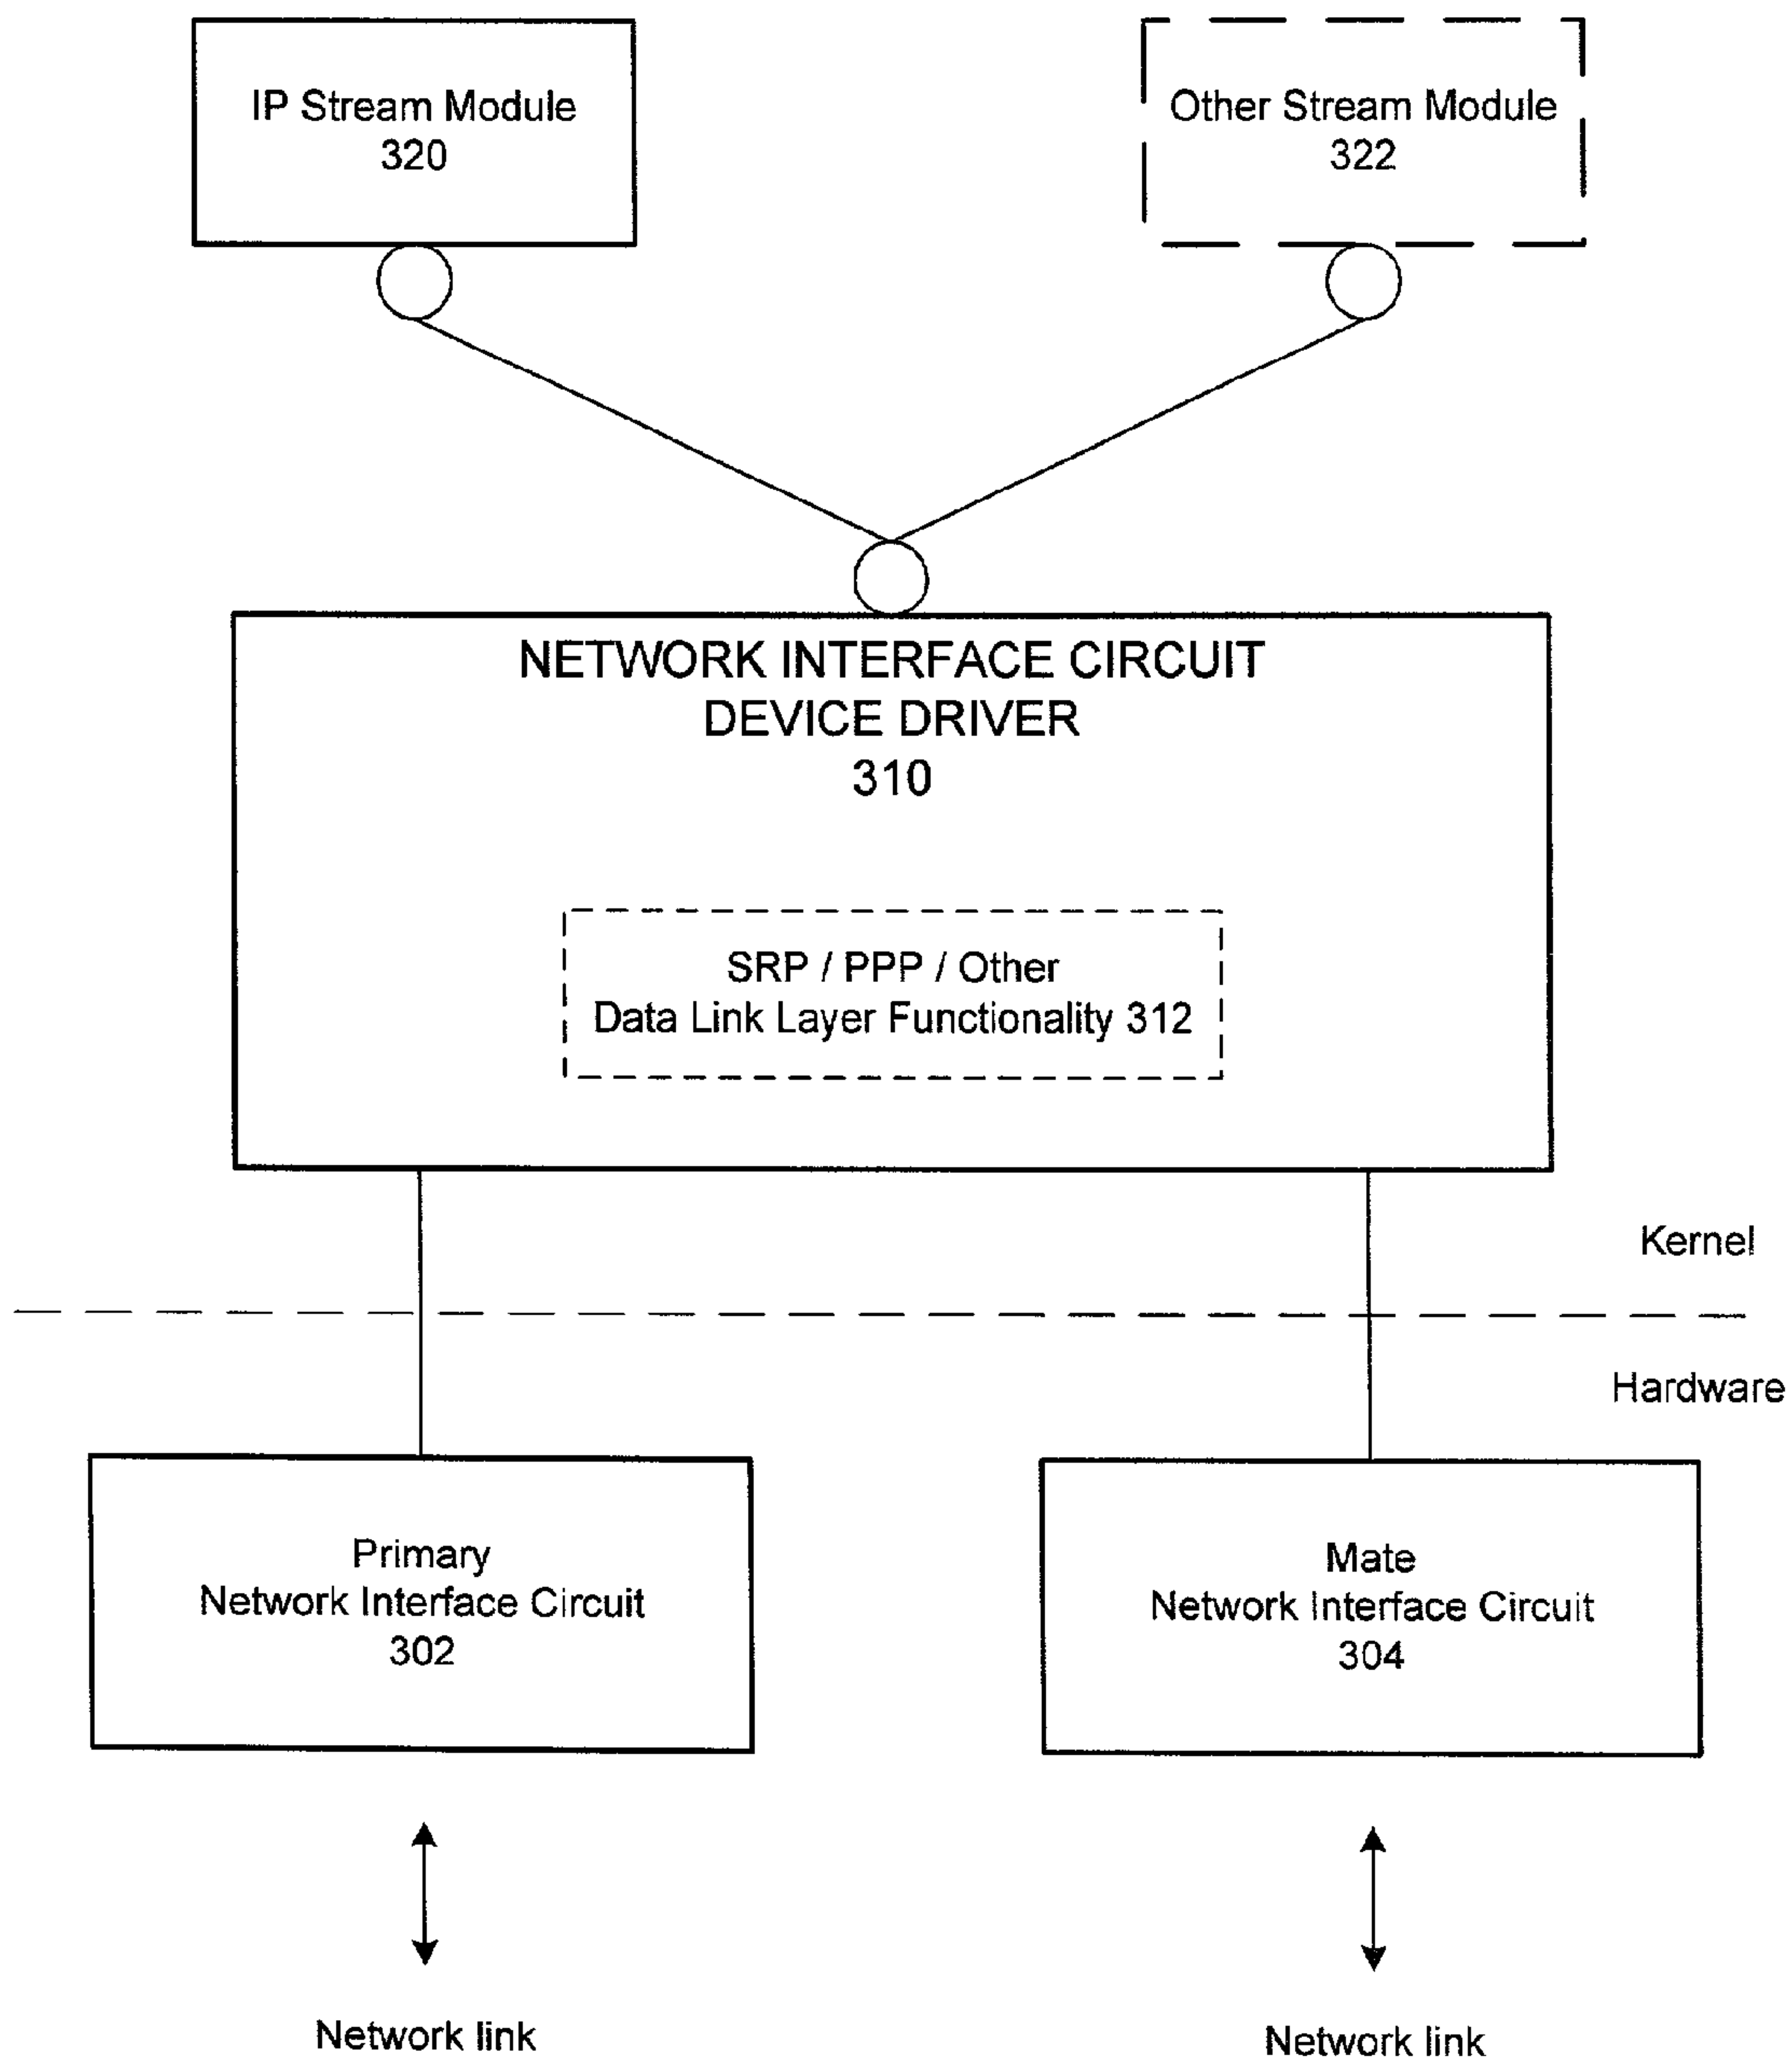 IP Stream Module
320
Other Stream Module
322
NETWORK INTERFACE CIRCUIT
DEVICE DRIVER
310
SRP / PPP / Other
Data Link Layer Functionality 312
Kernel
Hardware
Primary
Network Interface Circuit
302
Mate
Network Interface Circuit
304
Network link
Network link